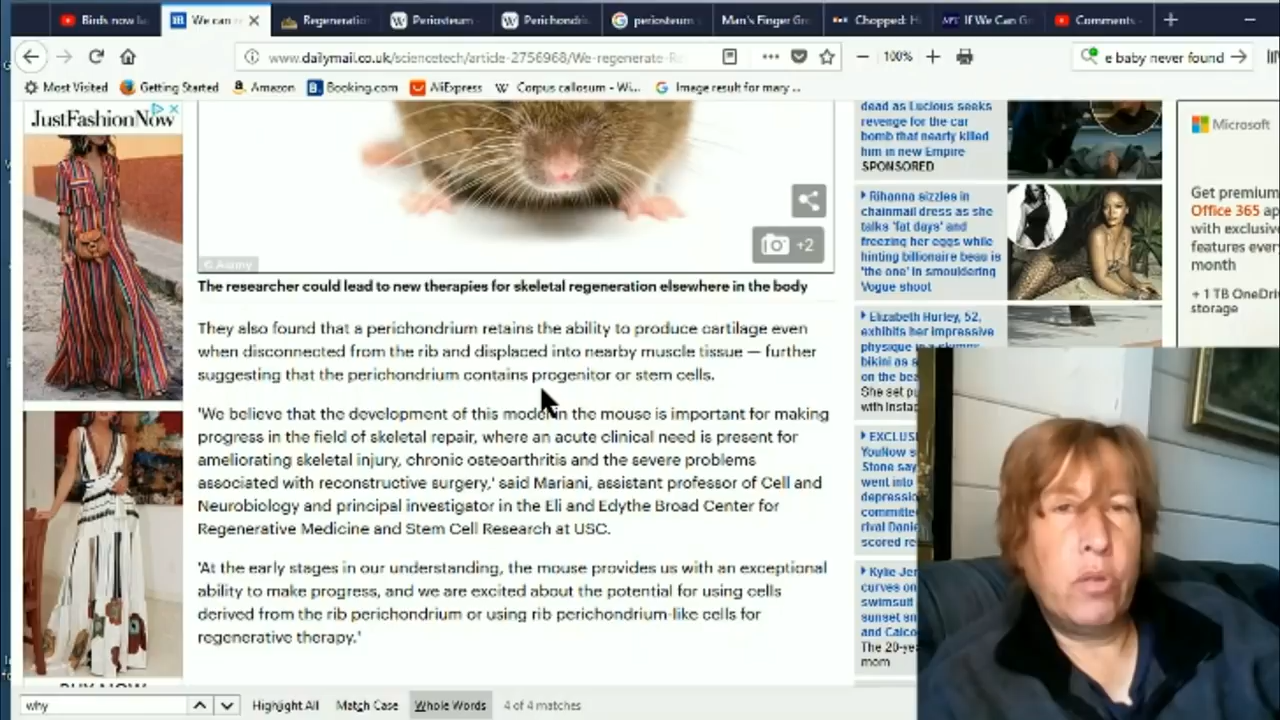 Birds now ha
We can r
Regeneration
Periosteum
Perichondriu
periosteum
Man's Finger Gr
Chopped: H
If We Can G
Comments
www.dailymail.co.uk/sciencetech/article-2756968/We-regenerate-R
100%
e baby never found
Most Visited
Getting Started
Amazon
Booking.com
AliExpress
Corpus callosum - Wi...
Image result for mary ...
JustFashionNow
© Alamy
+2
The researcher could lead to new therapies for skeletal regeneration elsewhere in the body
They also found that a perichondrium retains the ability to produce cartilage even
when disconnected from the rib and displaced into nearby muscle tissue — further
suggesting that the perichondrium contains progenitor or stem cells.
'We believe that the development of this model in the mouse is important for making
progress in the field of skeletal repair, where an acute clinical need is present for
ameliorating skeletal injury, chronic osteoarthritis and the severe problems
associated with reconstructive surgery,' said Mariani, assistant professor of Cell and
Neurobiology and principal investigator in the Eli and Edythe Broad Center for
Regenerative Medicine and Stem Cell Research at USC.
'At the early stages in our understanding, the mouse provides us with an exceptional
ability to make progress, and we are excited about the potential for using cells
derived from the rib perichondrium or using rib perichondrium-like cells for
regenerative therapy.'
dead as Lucious seeks
revenge for the car
bomb that nearly killed
him in new Empire
SPONSORED
Rihanna sizzles in
chainmail dress as she
talks 'fat days' and
freezing her eggs while
hinting billionaire beau is
'the one' in smouldering
Vogue shoot
Elizabeth Hurley, 52,
exhibits her impressive
physique in a
bikini as s
on the bea
She set pu
with Instag
EXCLUS
YouNow s
Stone say
went into
depressio
committe
rival Danie
scored re
Kylie Jen
curves on
swimsuit
sunset sn
and Caico
The 20-yea
mom
Microsoft
Get premium
Office 365 ap
with exclusiv
features every
month
+ 1 TB OneDri
storage
why
Highlight All
Match Case
Whole Words
4 of 4 matches